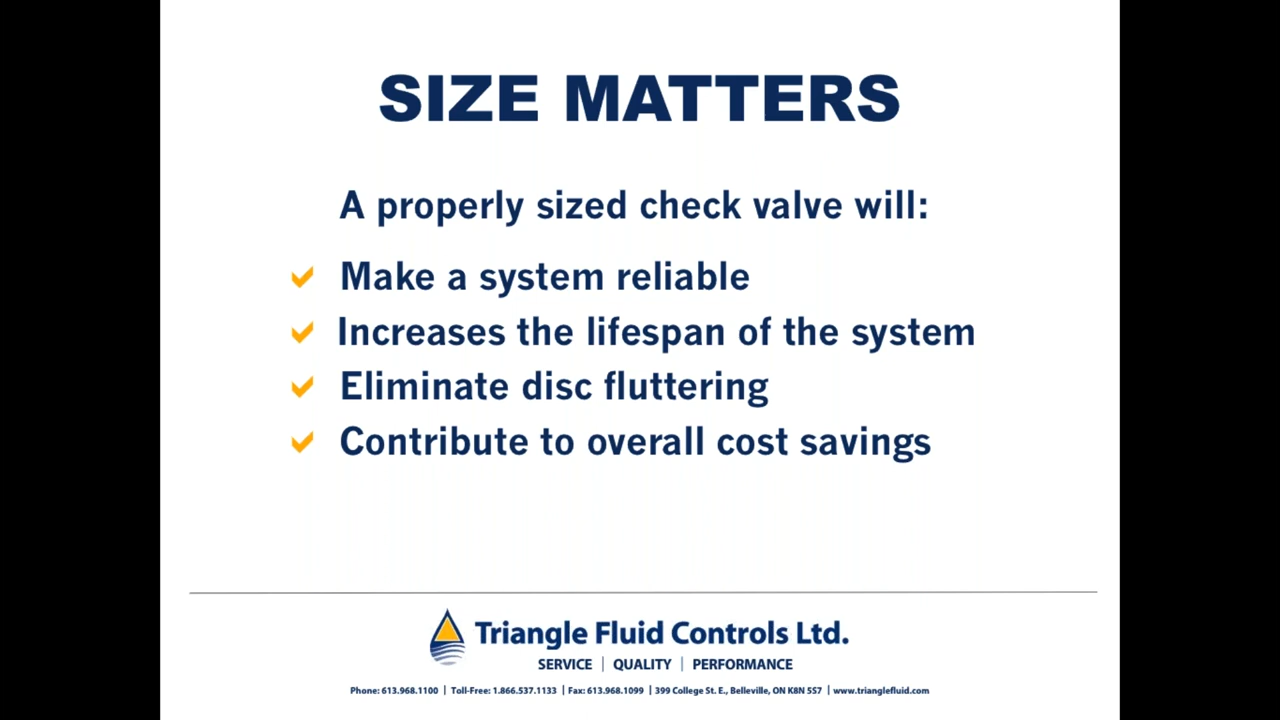 SIZE MATTERS
A properly sized check valve will:
Make a system reliable
Increases the lifespan of the system
Eliminate disc fluttering
Contribute to overall cost savings
Triangle Fluid Controls Ltd.
SERVICE | QUALITY | PERFORMANCE
Phone: 613.968.1100 | Toll-Free: 1.866.537.1133 | Fax: 613.968.1099 | 399 College St. E., Belleville, ON K8N 5S7 | www.trianglefluid.com